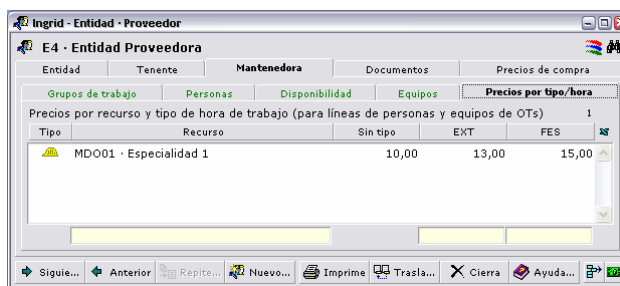 Ingrid - Entidad · Proveedor
E4 · Entidad Proveedora
Entidad Tenente Mantenedora Documentos Precios de compra
Grupos de trabajo Personas Disponibilidad Equipos Precios por tipo/hora
Precios por recurso y tipo de hora de trabajo (para líneas de personas y equipos de OTs) 1
Tipo Recurso Sin tipo EXT FES
MDO01 · Especialidad 1 10,00 13,00 15,00
Siguie... Anterior Repite... Nuevo... Imprime Trasla... Cierra Ayuda...